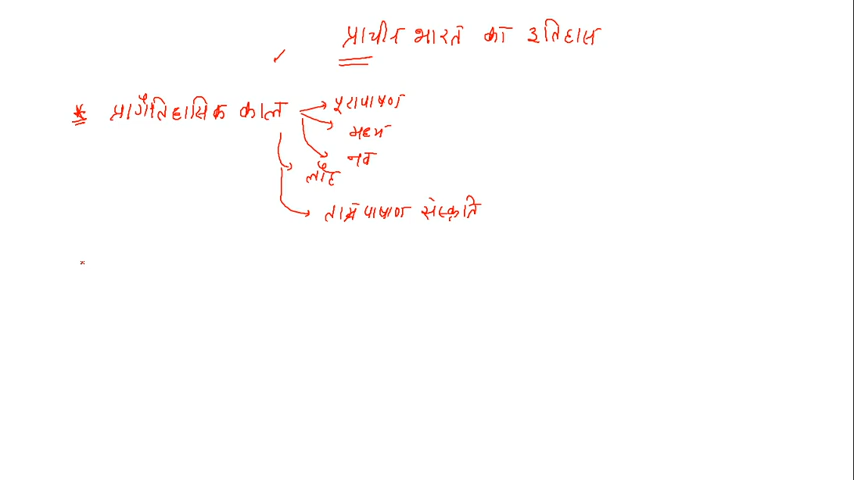 प्राचीन भारत का इतिहास
* प्रागैतिहासिक काल
पुरापाषाण
मध्य
नव
लौह
ताम्रपाषाण संस्कृति